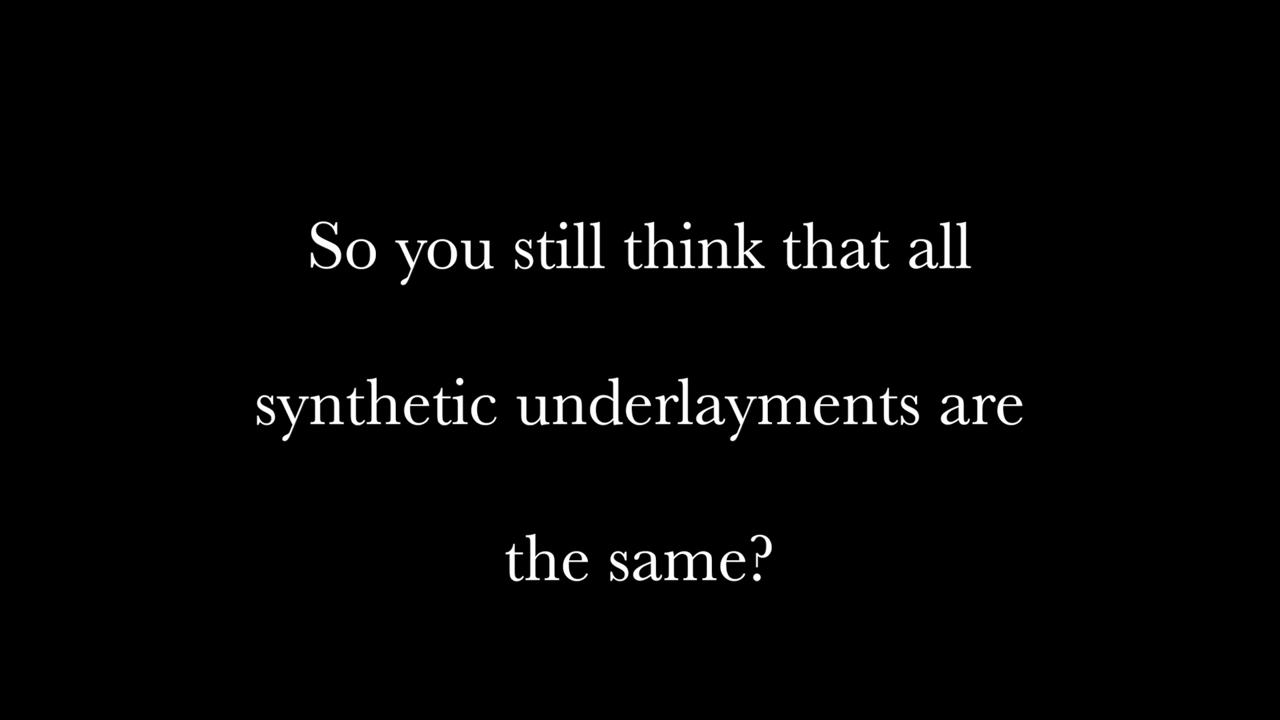 So you still think that all
synthetic underlayments are
the same?